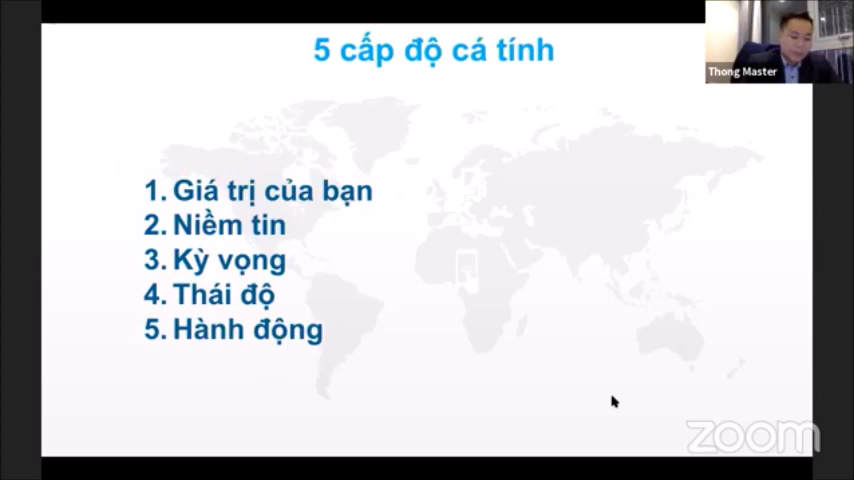 5 cấp độ cá tính
Thong Master
1. Giá trị của bạn
2. Niềm tin
3. Kỳ vọng
4. Thái độ
5. Hành động
zoom